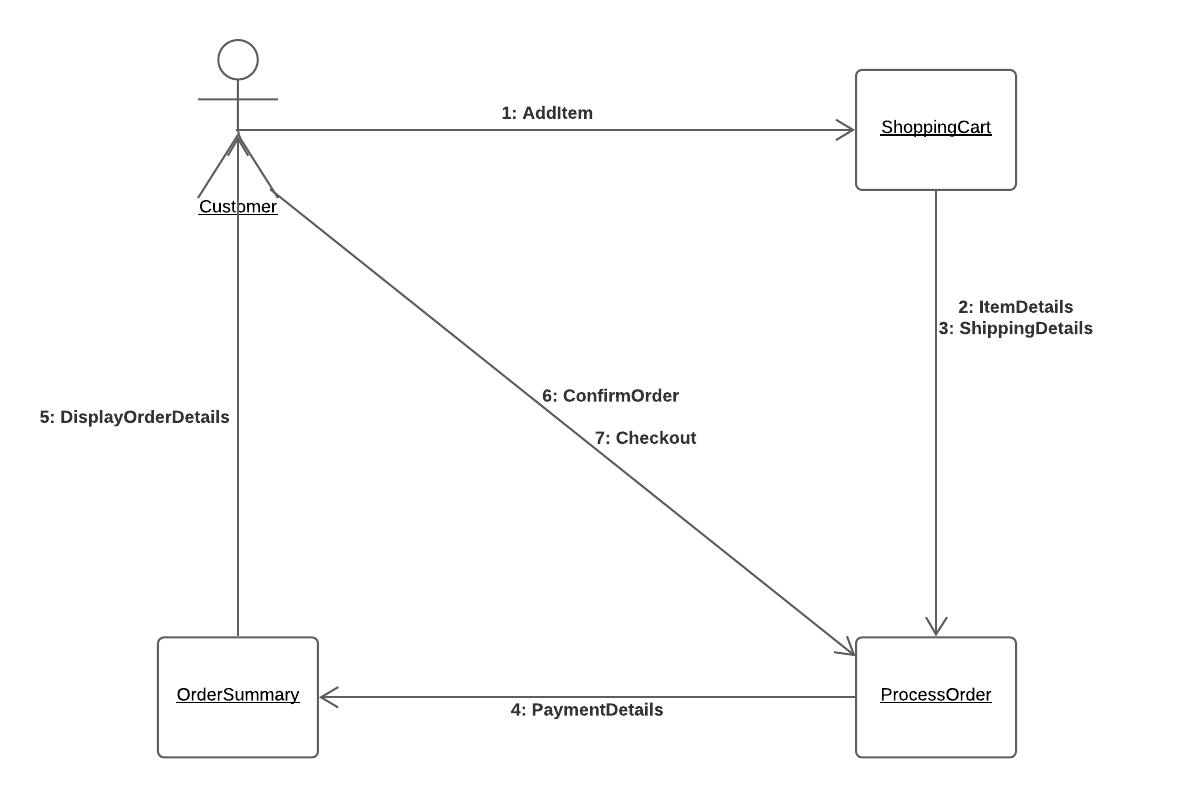 1: AddItem
ShoppingCart
Customer
2: ItemDetails
3: ShippingDetails
6: ConfirmOrder
5: DisplayOrderDetails
7: Checkout
OrderSummary
ProcessOrder
4: PaymentDetails